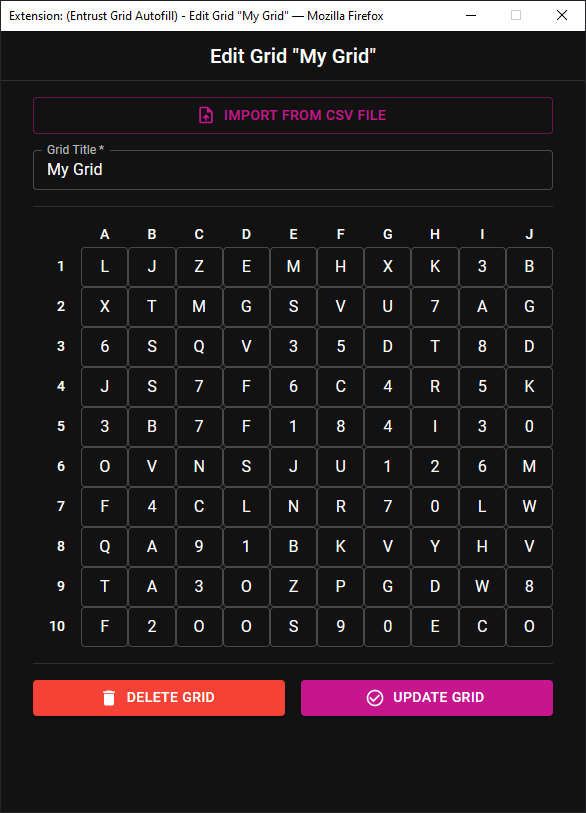 Extension: (Entrust Grid Autofill) - Edit Grid "My Grid" — Mozilla Firefox
Edit Grid "My Grid"
IMPORT FROM CSV FILE
Grid Title *
My Grid
A B C D E F G H I J
1 L J Z E M H X K 3 B
2 X T M G S V U 7 A G
3 6 S Q V 3 5 D T 8 D
4 J S 7 F 6 C 4 R 5 K
5 3 B 7 F 1 8 4 I 3 0
6 O V N S J U 1 2 6 M
7 F 4 C L N R 7 0 L W
8 Q A 9 1 B K V Y H V
9 T A 3 O Z P G D W 8
10 F 2 O O S 9 0 E C O
DELETE GRID
UPDATE GRID